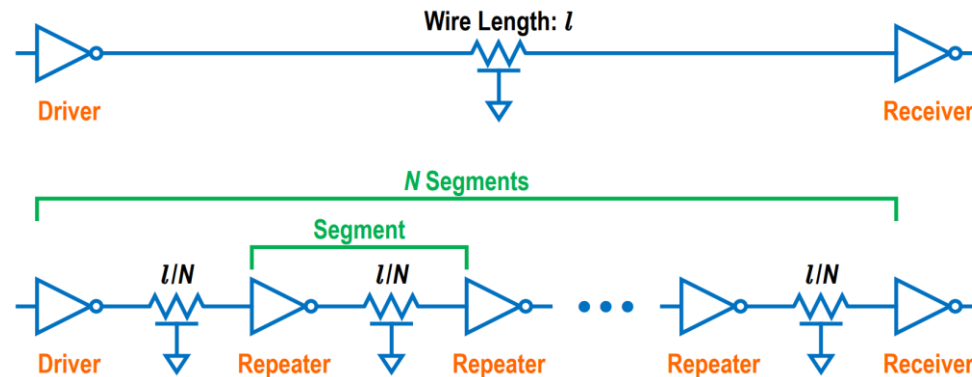 Wire Length: l
Driver
Receiver
N Segments
Segment
l/N
l/N
l/N
Driver
Repeater
Repeater
Repeater
Receiver